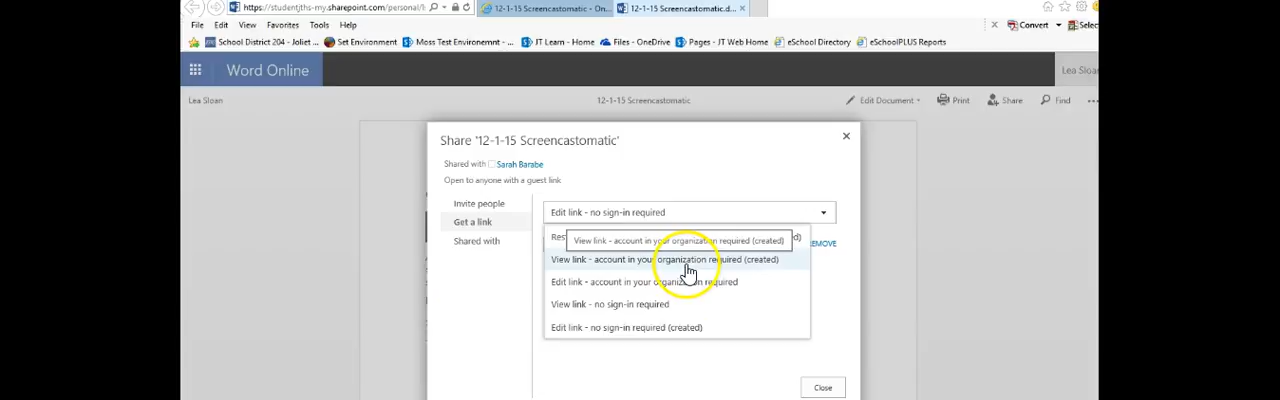 https://studentjths-my.sharepoint.com/personal/l
12-1-15 Screencastomatic - On...
12-1-15 Screencastomatic.d...
File Edit View Favorites Tools Help
Convert
Selec
School District 204 - Joliet ...
Set Environment
Moss Test Environemnt - ...
JT Learn - Home
Files - OneDrive
Pages - JT Web Home
eSchool Directory
eSchoolPLUS Reports
Word Online
Lea Sloan
Lea Sloan
12-1-15 Screencastomatic
Edit Document
Print
Share
Find
...
Share '12-1-15 Screencastomatic'
Shared with Sarah Barabe
Open to anyone with a guest link
Invite people
Get a link
Shared with
Edit link - no sign-in required
Res
d)
View link - account in your organization required (created)
EMOVE
View link - account in your organization required (created)
Edit link - account in your organization required
View link - no sign-in required
Edit link - no sign-in required (created)
Close